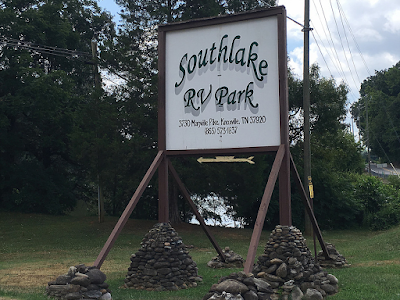 Southlake
RV Park
3730 Maryville Pike, Knoxville, TN 37920
(865) 573-1837